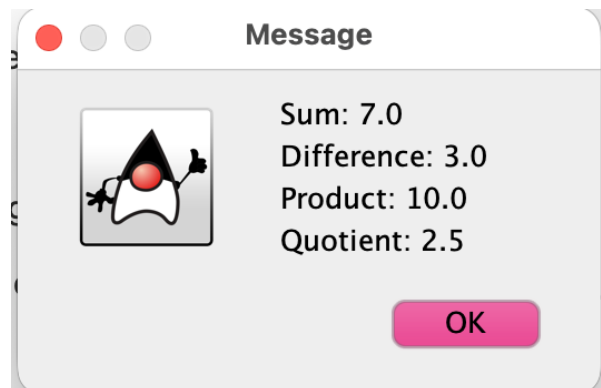 Message
Sum: 7.0
Difference: 3.0
Product: 10.0
Quotient: 2.5
OK